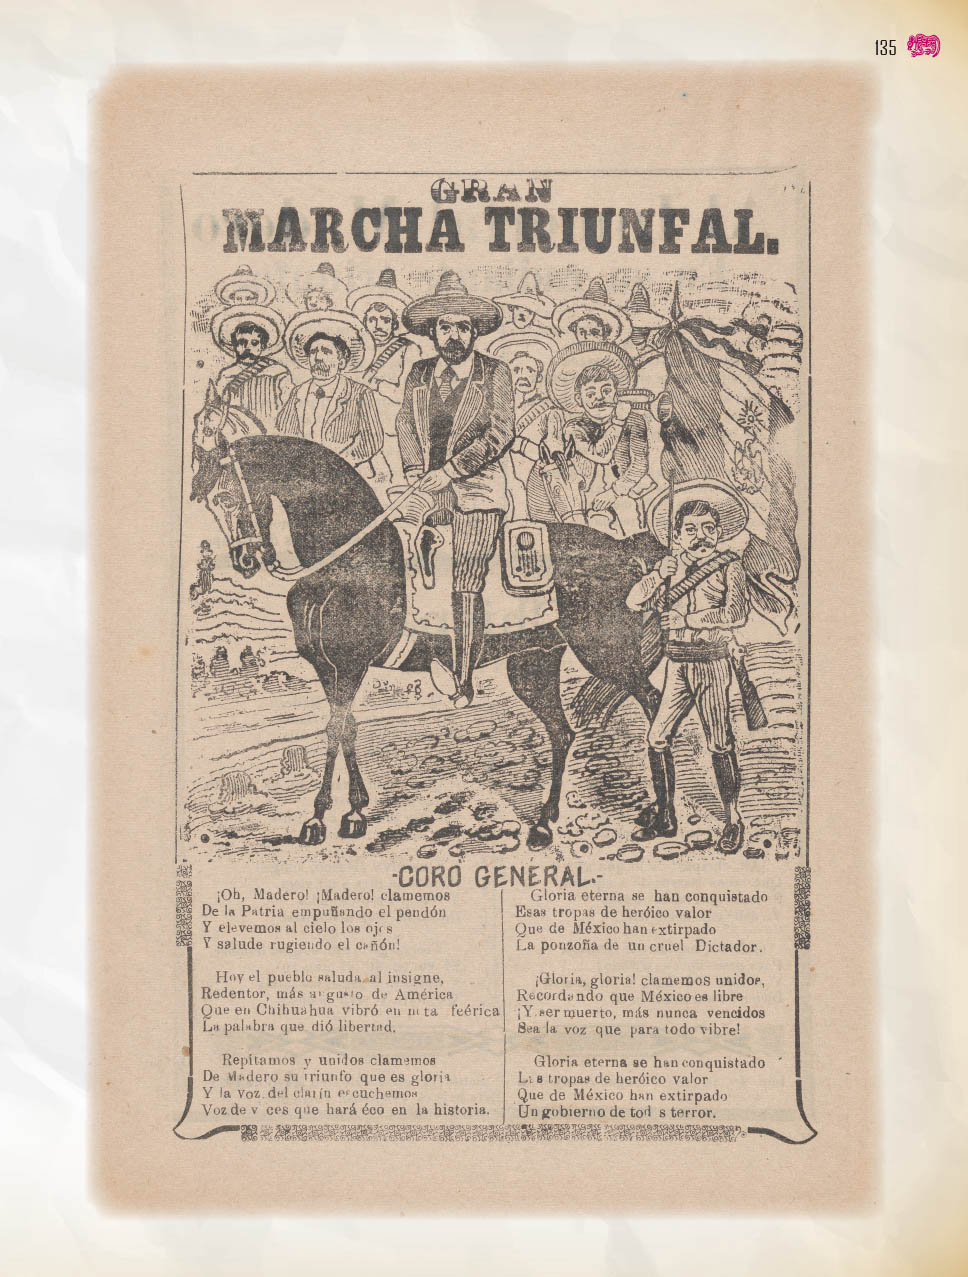 135
GRAN
MARCHA TRIUNFAL.
-CORO GENERAL.-
¡Oh, Madero! ¡Madero! clamemos
De la Patria empuñando el pendón
Y elevemos al cielo los ojos
Y salude rugiendo el cañón!
Hoy el pueblo saluda al insigne,
Redentor, más augusto de América
Que en Chihuahua vibró en feérica
La palabra que dió libertad.
Repitamos y unidos clamemos
De Madero su triunfo que es gloria
Y la voz del clarín escuchemos
Voz de voces que hará éco en la historia.
Gloria eterna se han conquistado
Esas tropas de heróico valor
Que de México han extirpado
La ponzoña de un cruel Dictador.
¡Gloria, gloria! clamemos unidos,
Recordando que México es libre
¡Y ser muerto, más nunca vencidos
Sea la voz que para todo vibre!
Gloria eterna se han conquistado
Las tropas de heróico valor
Que de México han extirpado
Un gobierno de todos terror.